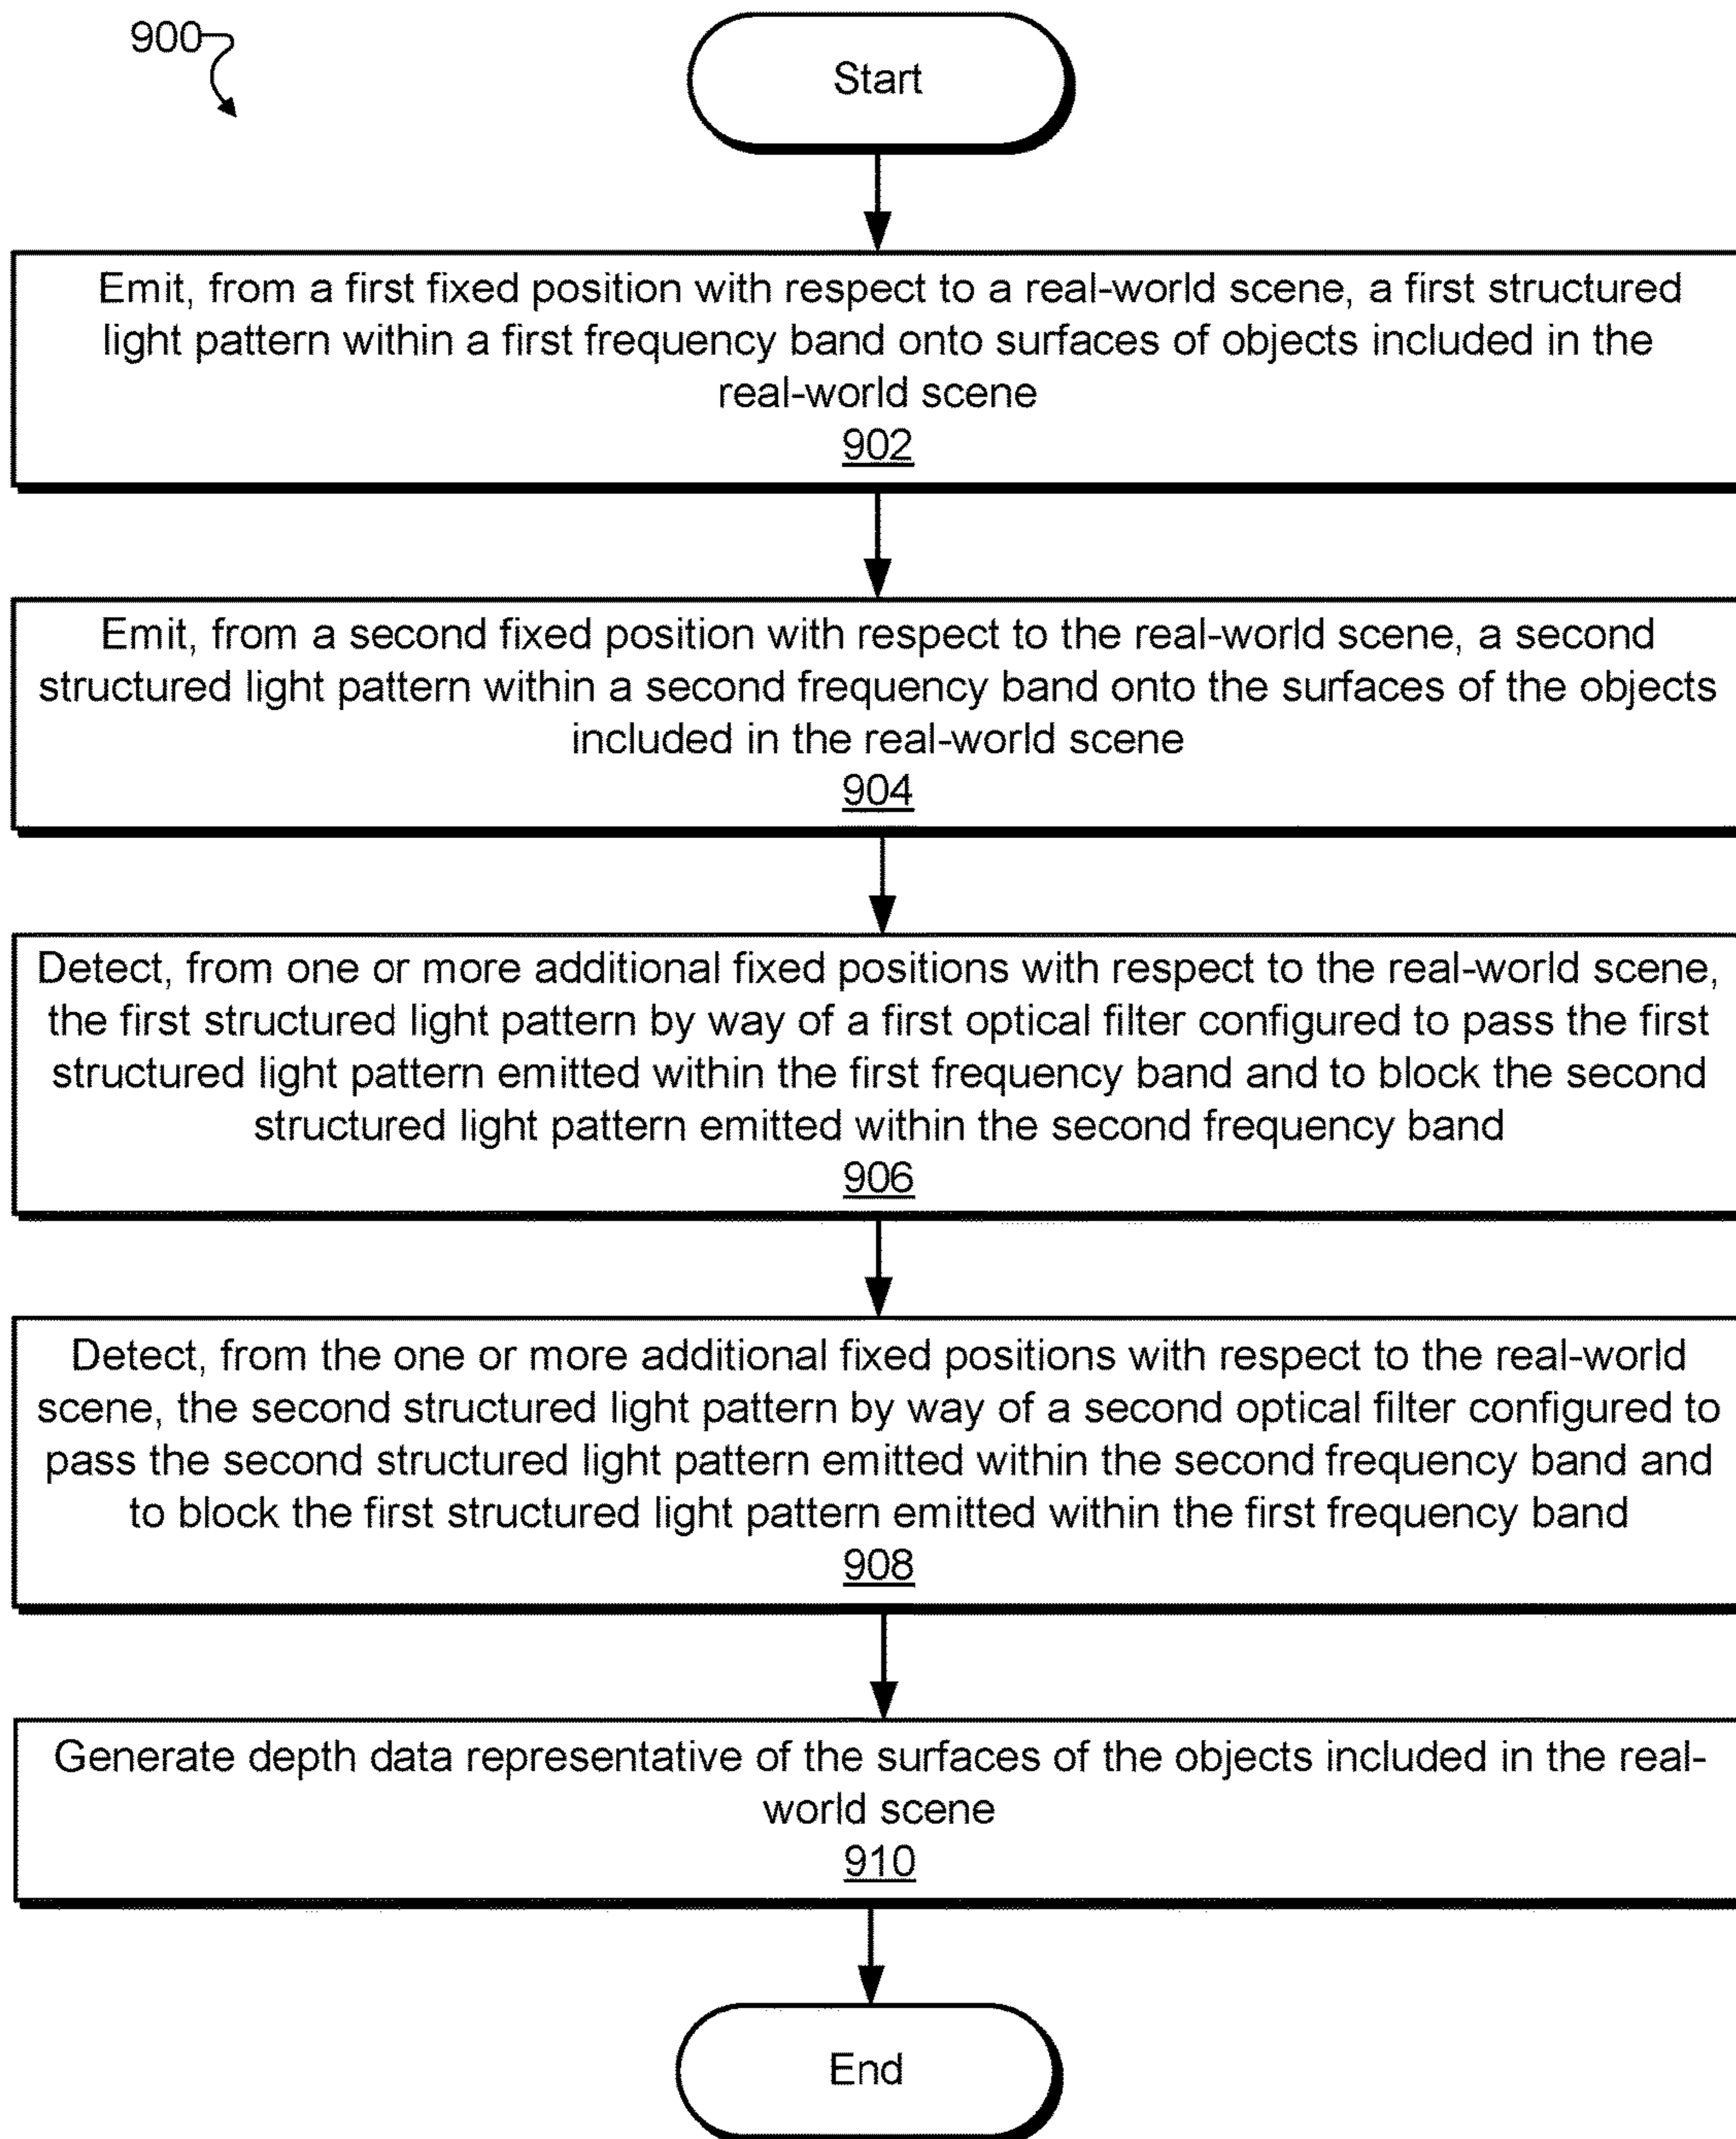 900
Start
Emit, from a first fixed position with respect to a real-world scene, a first structured
light pattern within a first frequency band onto surfaces of objects included in the
real-world scene
902
Emit, from a second fixed position with respect to the real-world scene, a second
structured light pattern within a second frequency band onto the surfaces of the objects
included in the real-world scene
904
Detect, from one or more additional fixed positions with respect to the real-world scene,
the first structured light pattern by way of a first optical filter configured to pass the first
structured light pattern emitted within the first frequency band and to block the second
structured light pattern emitted within the second frequency band
906
Detect, from the one or more additional fixed positions with respect to the real-world
scene, the second structured light pattern by way of a second optical filter configured to
pass the second structured light pattern emitted within the second frequency band and
to block the first structured light pattern emitted within the first frequency band
908
Generate depth data representative of the surfaces of the objects included in the real-
world scene
910
End